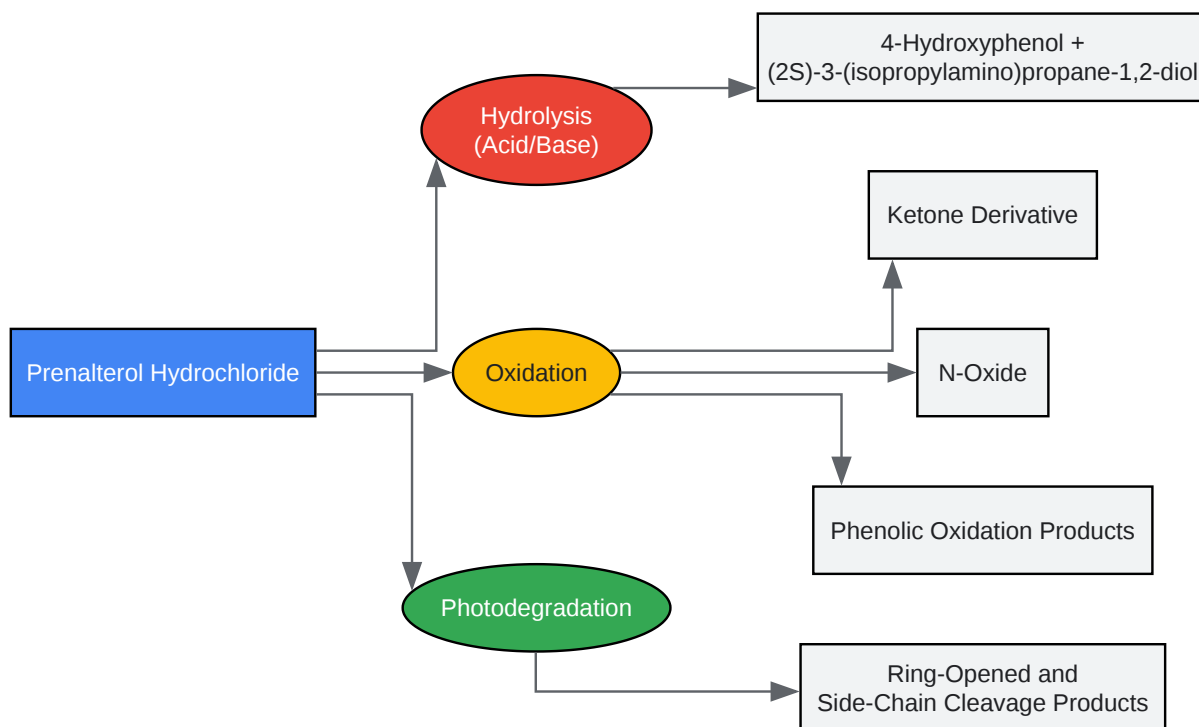 4-Hydroxyphenol +
(2S)-3-(isopropylamino)propane-1,2-diol
Hydrolysis
(Acid/Base)
Ketone Derivative
Prenalterol Hydrochloride
Oxidation
N-Oxide
Phenolic Oxidation Products
Photodegradation
Ring-Opened and
Side-Chain Cleavage Products